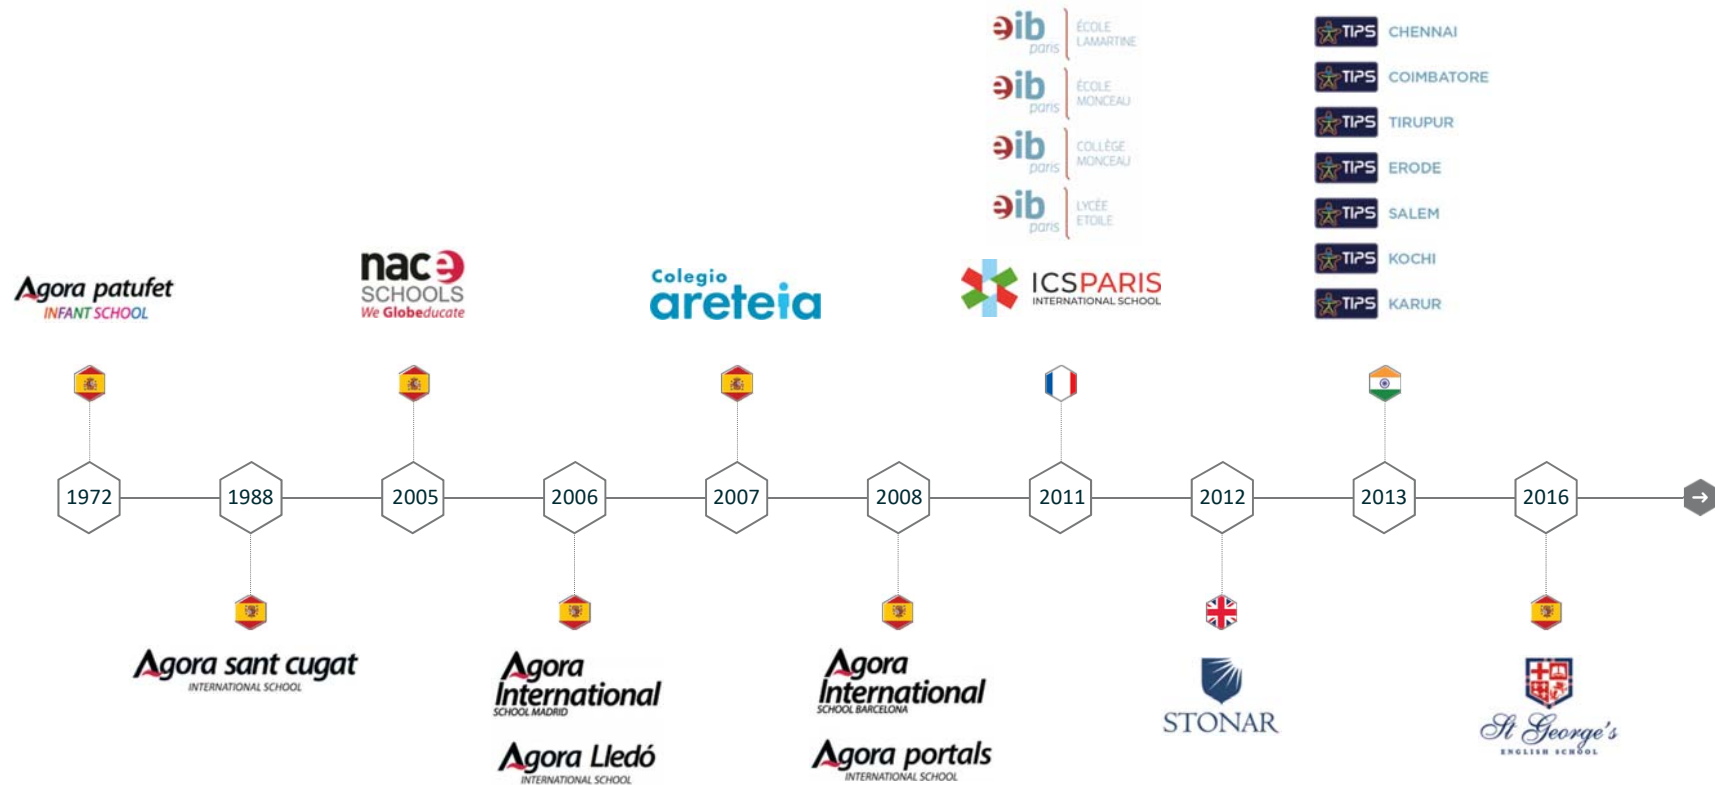 eib paris
ÉCOLE
LAMARTINE
eib paris
ÉCOLE
MONCEAU
eib paris
COLLÈGE
MONCEAU
eib paris
LYCÉE
ETOILE
TIPS CHENNAI
TIPS COIMBATORE
TIPS TIRUPUR
TIPS ERODE
TIPS SALEM
TIPS KOCHI
TIPS KARUR
Agora patufet
INFANT SCHOOL
nace
SCHOOLS
We Globeducate
Colegio
areteia
ICSPARIS
INTERNATIONAL SCHOOL
1972
1988
2005
2006
2007
2008
2011
2012
2013
2016
Agora sant cugat
INTERNATIONAL SCHOOL
Agora
International
SCHOOL MADRID
Agora Lledó
INTERNATIONAL SCHOOL
Agora
International
SCHOOL BARCELONA
Agora portals
INTERNATIONAL SCHOOL
STONAR
St George's
ENGLISH SCHOOL